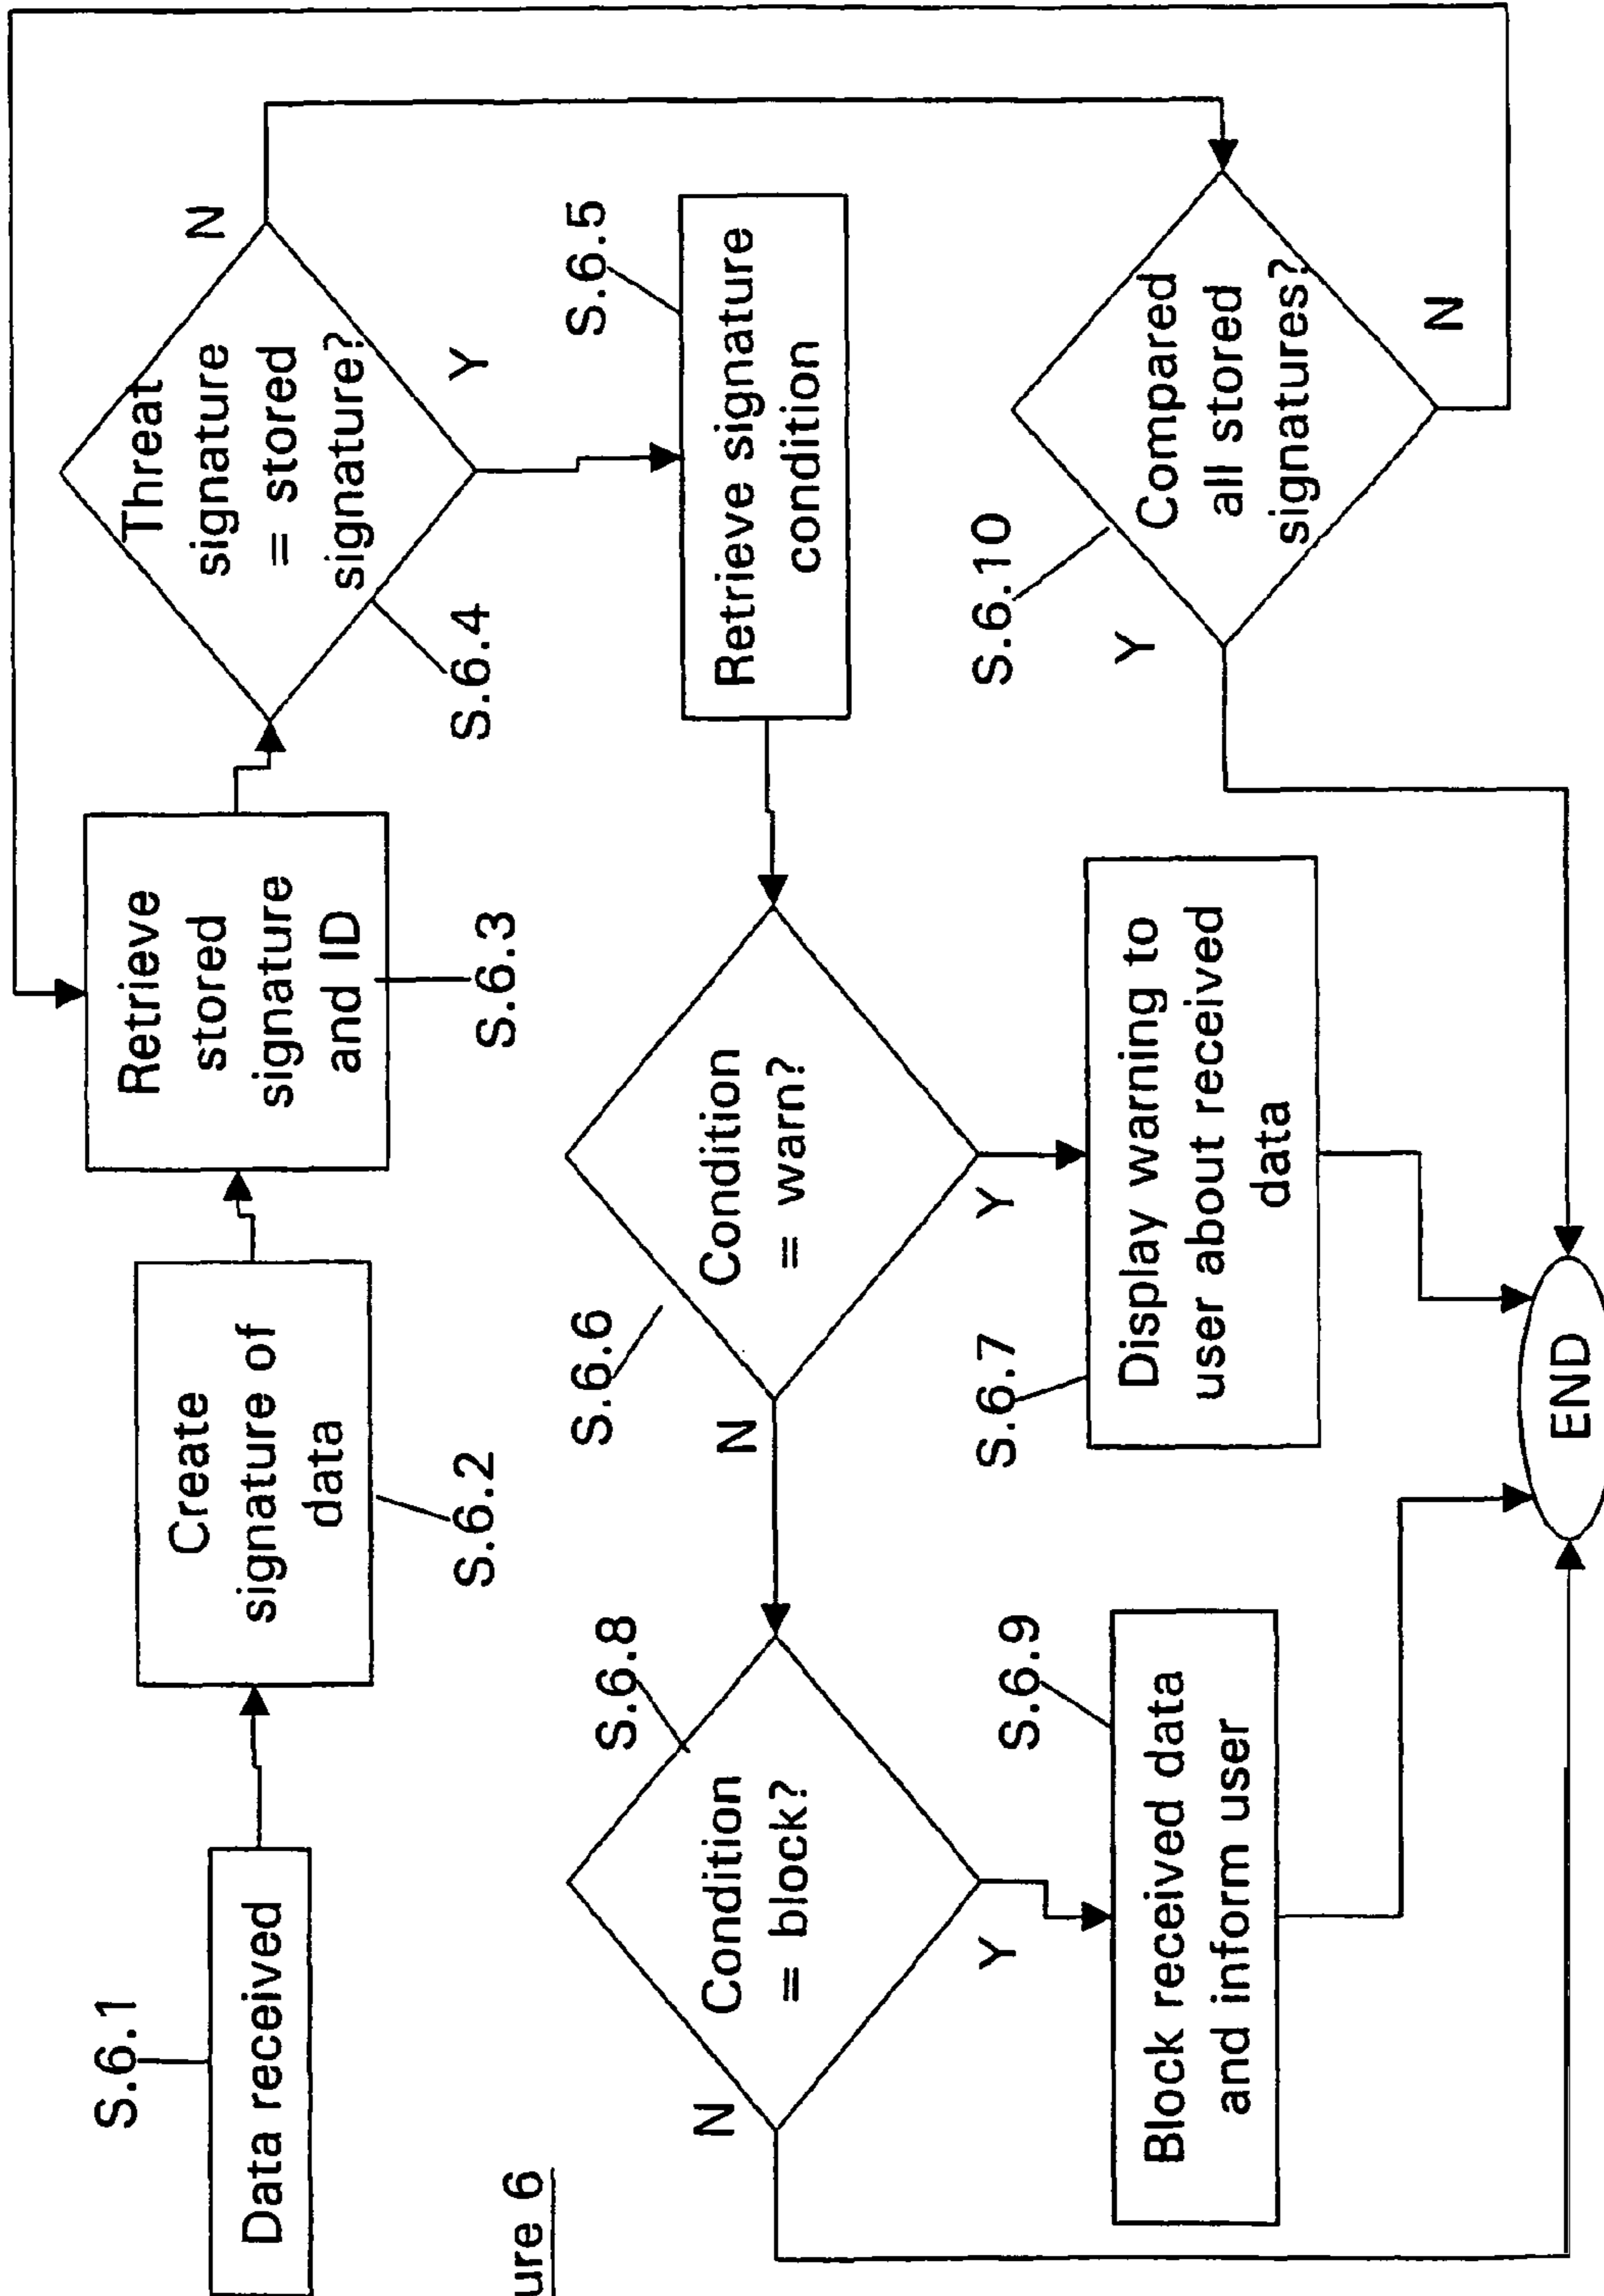 S.6.1
Data received
Create
signature of
data
S.6.2
Retrieve
stored
signature
and ID
S.6.3
Threat
signature
= stored
signature?
S.6.4
N
Y
ure 6
S.6.5
Retrieve signature
condition
S.6.6
Condition
= warn?
N
Y
S.6.8
Condition
= block?
N
Y
S.6.9
Block received data
and inform user
S.6.7
Display warning to
user about received
data
S.6.10
Compared
all stored
signatures?
Y
N
END